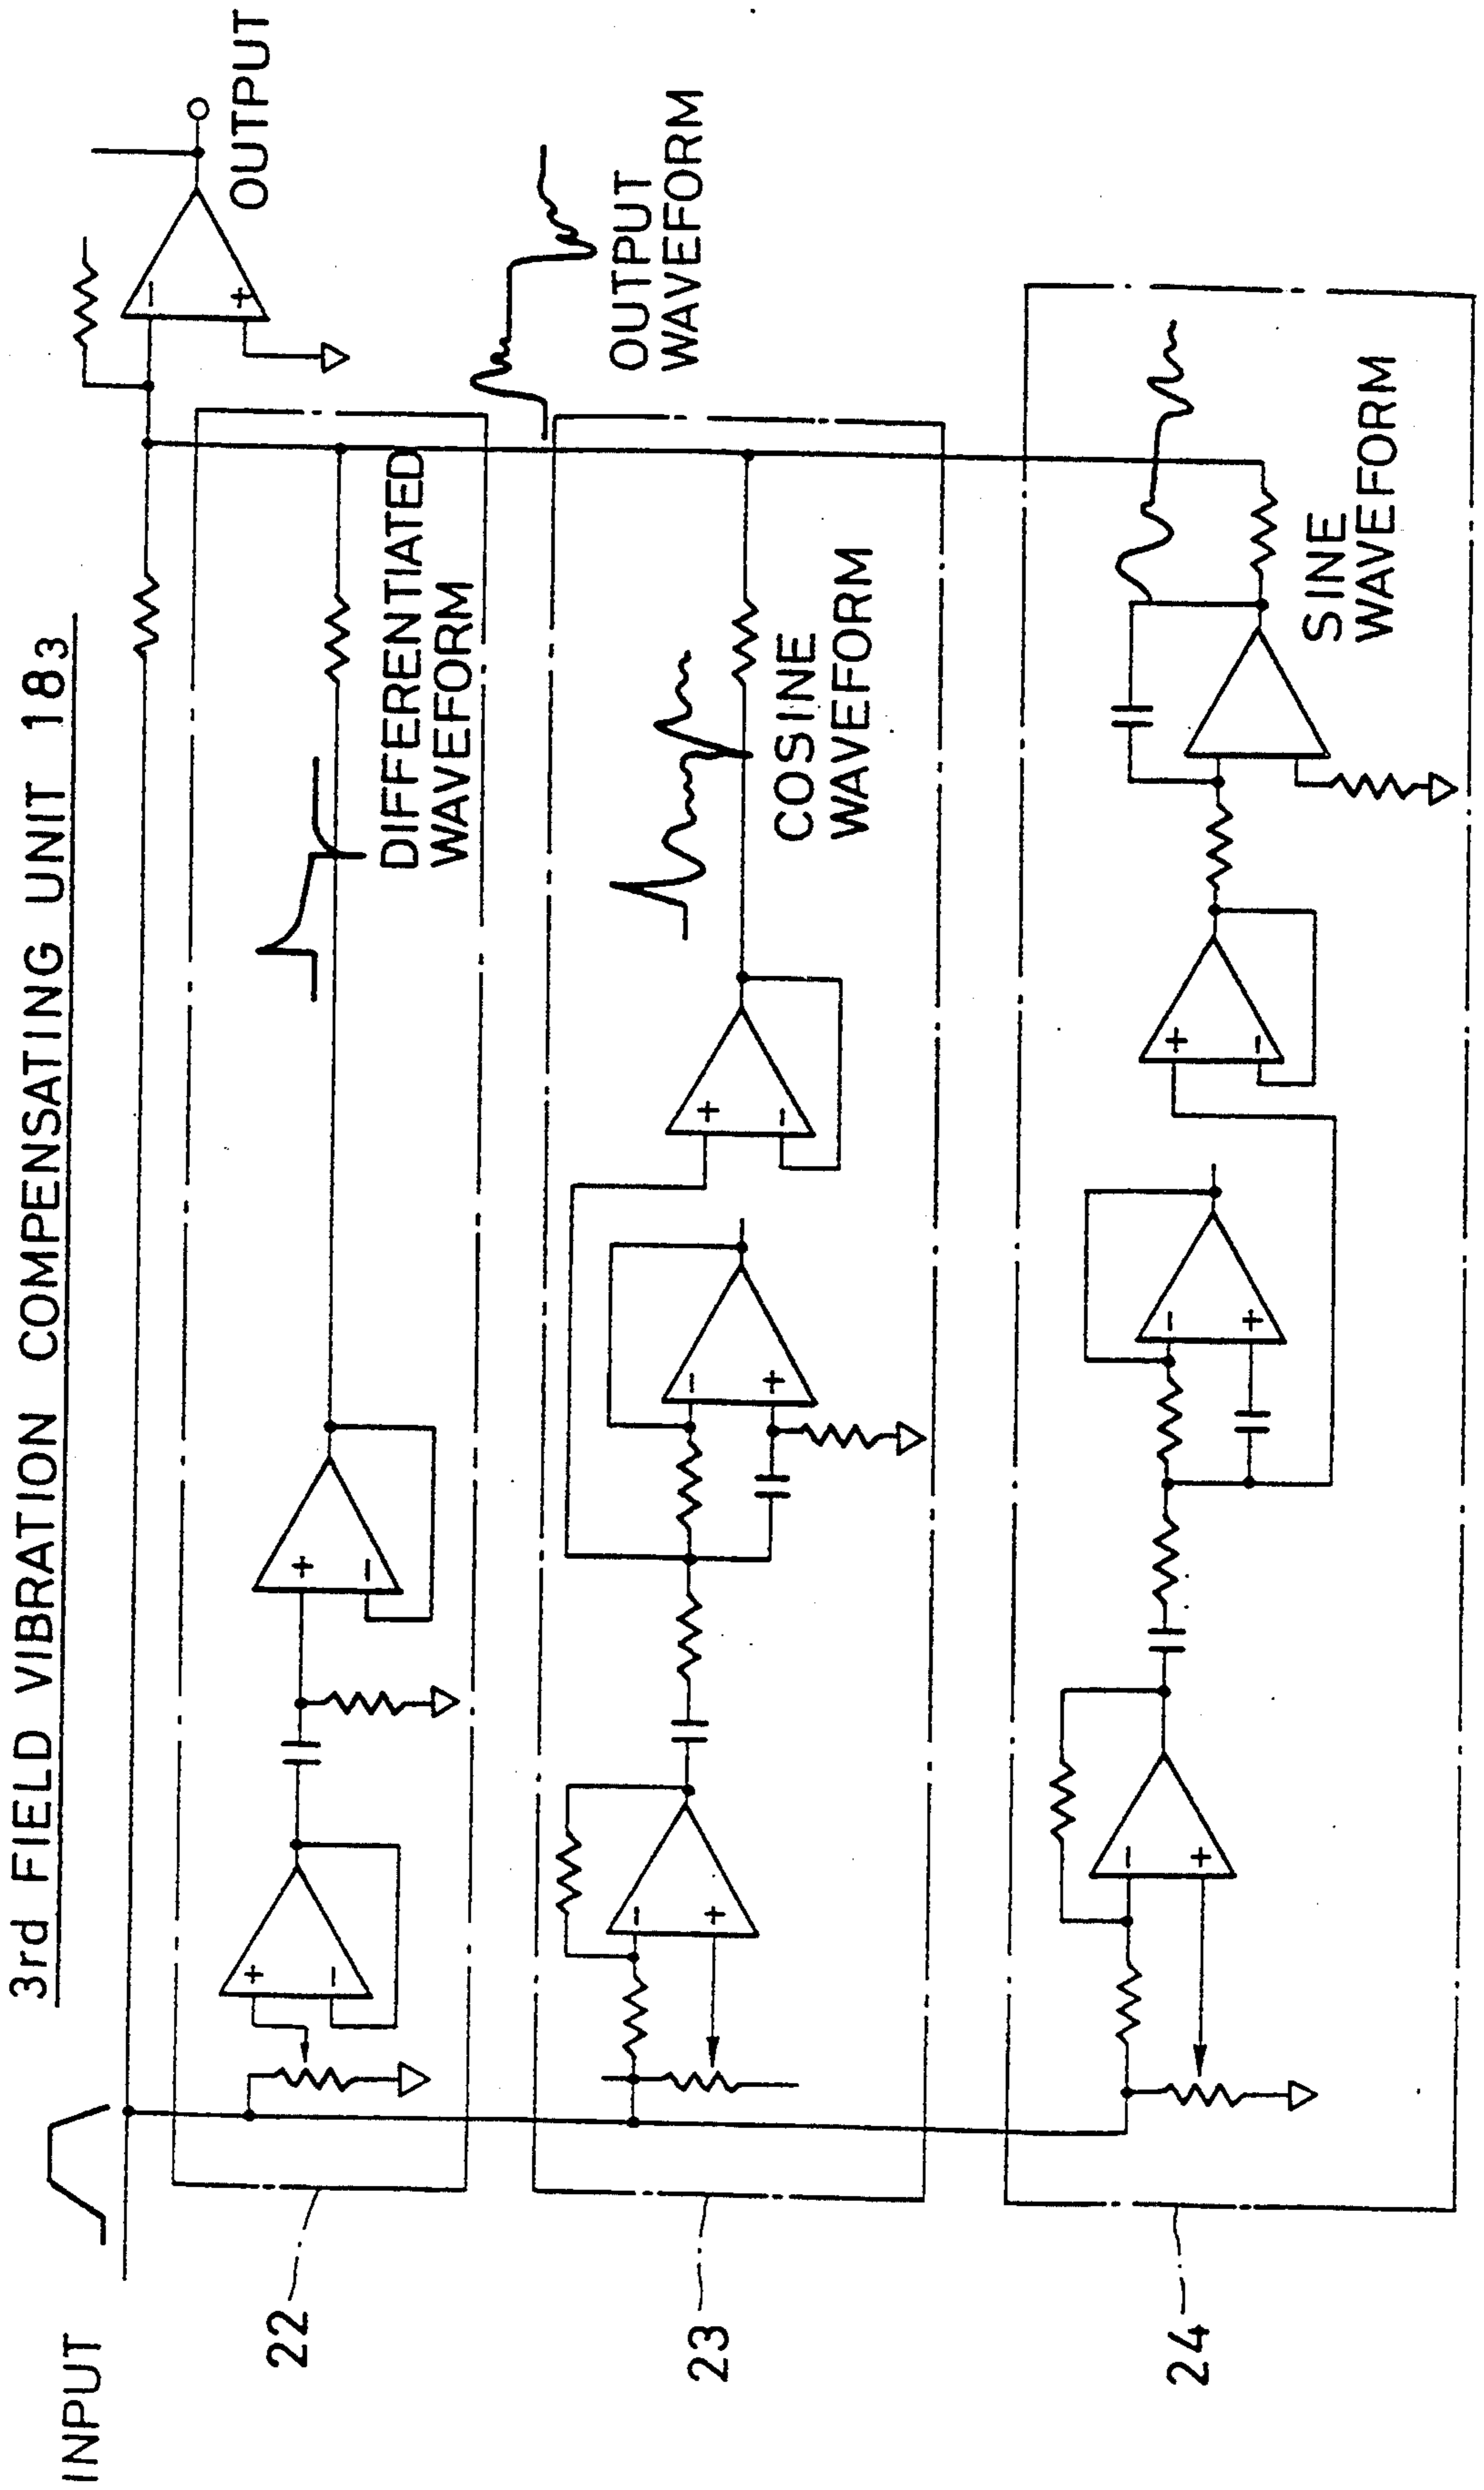 3rd FIELD VIBRATION COMPENSATING UNIT 18₃
INPUT
OUTPUT
22
DIFFERENTIATED
WAVEFORM
OUTPUT
WAVEFORM
23
COSINE
WAVEFORM
24
SINE
WAVEFORM